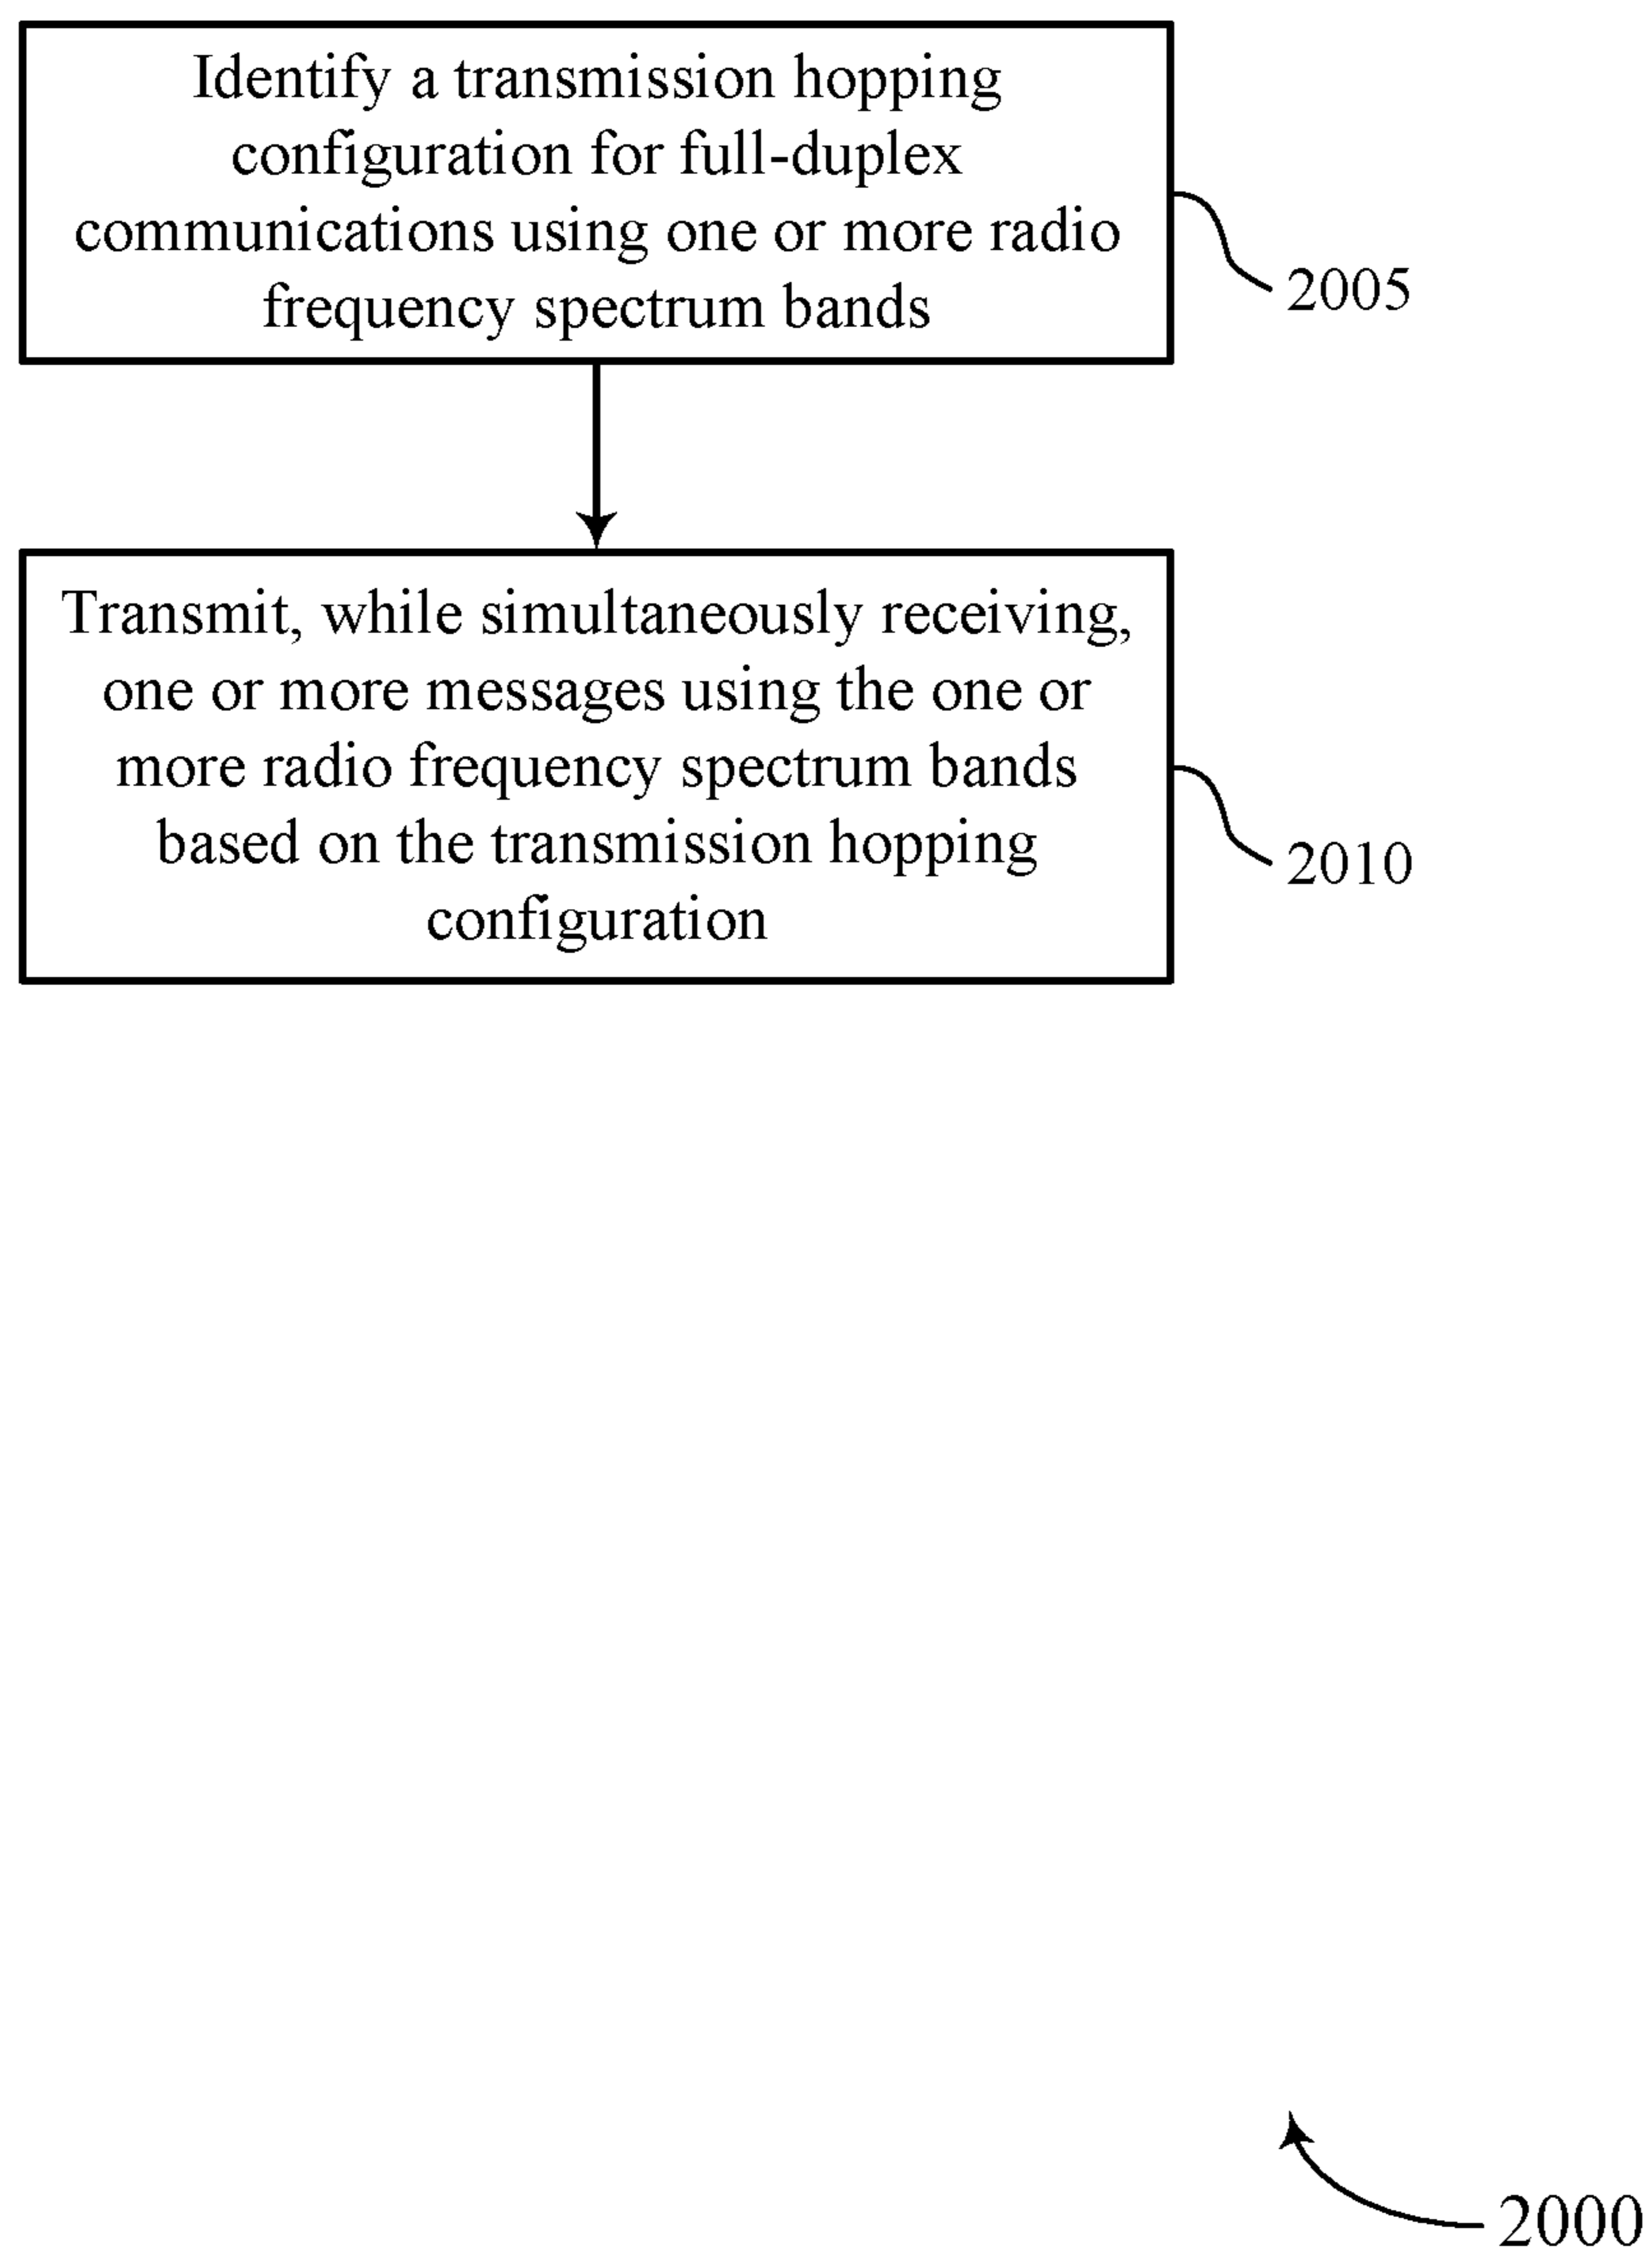 Identify a transmission hopping
configuration for full-duplex
communications using one or more radio
frequency spectrum bands
2005
Transmit, while simultaneously receiving,
one or more messages using the one or
more radio frequency spectrum bands
based on the transmission hopping
configuration
2010
2000